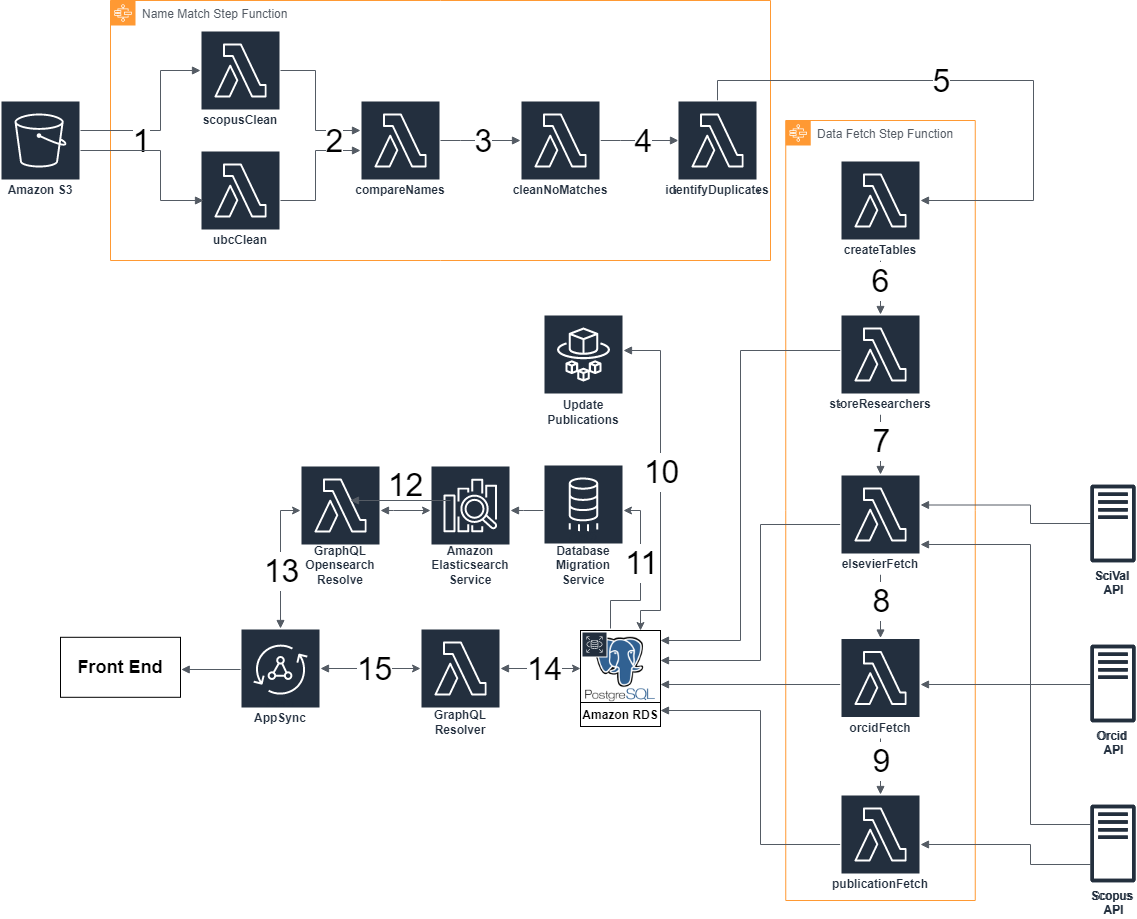 Name Match Step Function
scopusClean
5
1
2
3
4
Data Fetch Step Function
Amazon S3
compareNames
cleanNoMatches
identifyDuplicates
ubcClean
createTables
6
Update
Publications
storeResearchers
7
10
12
GraphQL
Opensearch
Resolve
Amazon
Elasticsearch
Service
Database
Migration
Service
11
13
elsevierFetch
SciVal
API
8
Front End
AppSync
15
GraphQL
Resolver
14
PostgreSQL
Amazon RDS
orcidFetch
Orcid
API
9
publicationFetch
Scopus
API